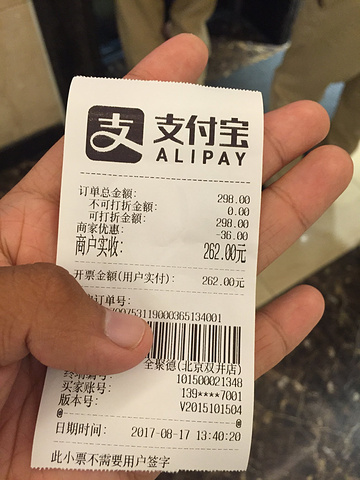 支付宝
ALIPAY
订单总金额: 298.00
不可打折金额: 0.00
可打折金额: 298.00
商家优惠: -36.00
商户实收: 262.00元
开票金额(用户实付): 262.00元
订单号:
全聚德(北京双井店)
101500021348
买家账号: 139****7001
版本号: V2015101504
@ @
日期时间: 2017-08-17 13:40:20
此小票不需要用户签字